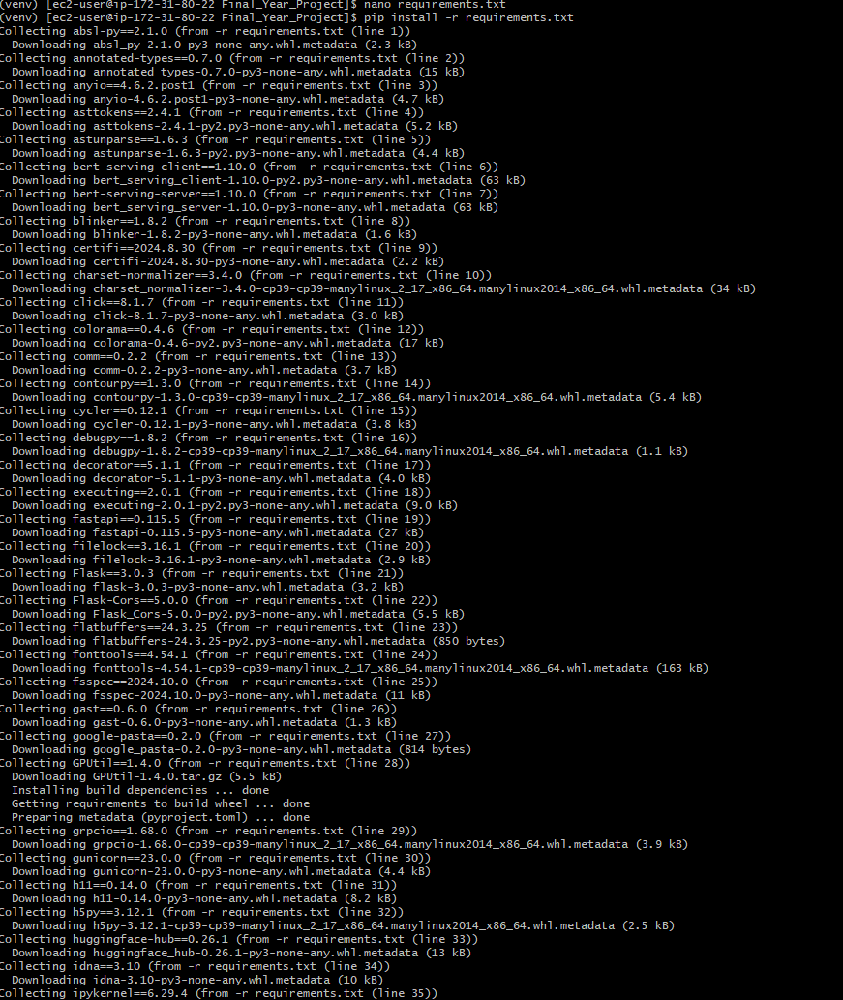 (venv) [ec2-user@ip-172-31-80-22 Final_Year_Project]$ nano requirements.txt
(venv) [ec2-user@ip-172-31-80-22 Final_Year_Project]$ pip install -r requirements.txt
Collecting absl-py==2.1.0 (from -r requirements.txt (line 1))
  Downloading absl_py-2.1.0-py3-none-any.whl.metadata (2.3 kB)
Collecting annotated-types==0.7.0 (from -r requirements.txt (line 2))
  Downloading annotated_types-0.7.0-py3-none-any.whl.metadata (15 kB)
Collecting anyio==4.6.2.post1 (from -r requirements.txt (line 3))
  Downloading anyio-4.6.2.post1-py3-none-any.whl.metadata (4.7 kB)
Collecting asttokens==2.4.1 (from -r requirements.txt (line 4))
  Downloading asttokens-2.4.1-py2.py3-none-any.whl.metadata (5.2 kB)
Collecting astunparse==1.6.3 (from -r requirements.txt (line 5))
  Downloading astunparse-1.6.3-py2.py3-none-any.whl.metadata (4.4 kB)
Collecting bert-serving-client==1.10.0 (from -r requirements.txt (line 6))
  Downloading bert_serving_client-1.10.0-py2.py3-none-any.whl.metadata (63 kB)
Collecting bert-serving-server==1.10.0 (from -r requirements.txt (line 7))
  Downloading bert_serving_server-1.10.0-py3-none-any.whl.metadata (63 kB)
Collecting blinker==1.8.2 (from -r requirements.txt (line 8))
  Downloading blinker-1.8.2-py3-none-any.whl.metadata (1.6 kB)
Collecting certifi==2024.8.30 (from -r requirements.txt (line 9))
  Downloading certifi-2024.8.30-py3-none-any.whl.metadata (2.2 kB)
Collecting charset-normalizer==3.4.0 (from -r requirements.txt (line 10))
  Downloading charset_normalizer-3.4.0-cp39-cp39-manylinux_2_17_x86_64.manylinux2014_x86_64.whl.metadata (34 kB)
Collecting click==8.1.7 (from -r requirements.txt (line 11))
  Downloading click-8.1.7-py3-none-any.whl.metadata (3.0 kB)
Collecting colorama==0.4.6 (from -r requirements.txt (line 12))
  Downloading colorama-0.4.6-py2.py3-none-any.whl.metadata (17 kB)
Collecting comm==0.2.2 (from -r requirements.txt (line 13))
  Downloading comm-0.2.2-py3-none-any.whl.metadata (3.7 kB)
Collecting contourpy==1.3.0 (from -r requirements.txt (line 14))
  Downloading contourpy-1.3.0-cp39-cp39-manylinux_2_17_x86_64.manylinux2014_x86_64.whl.metadata (5.4 kB)
Collecting cycler==0.12.1 (from -r requirements.txt (line 15))
  Downloading cycler-0.12.1-py3-none-any.whl.metadata (3.8 kB)
Collecting debugpy==1.8.2 (from -r requirements.txt (line 16))
  Downloading debugpy-1.8.2-cp39-cp39-manylinux_2_17_x86_64.manylinux2014_x86_64.whl.metadata (1.1 kB)
Collecting decorator==5.1.1 (from -r requirements.txt (line 17))
  Downloading decorator-5.1.1-py3-none-any.whl.metadata (4.0 kB)
Collecting executing==2.0.1 (from -r requirements.txt (line 18))
  Downloading executing-2.0.1-py2.py3-none-any.whl.metadata (9.0 kB)
Collecting fastapi==0.115.5 (from -r requirements.txt (line 19))
  Downloading fastapi-0.115.5-py3-none-any.whl.metadata (27 kB)
Collecting filelock==3.16.1 (from -r requirements.txt (line 20))
  Downloading filelock-3.16.1-py3-none-any.whl.metadata (2.9 kB)
Collecting Flask==3.0.3 (from -r requirements.txt (line 21))
  Downloading flask-3.0.3-py3-none-any.whl.metadata (3.2 kB)
Collecting Flask-Cors==5.0.0 (from -r requirements.txt (line 22))
  Downloading Flask_Cors-5.0.0-py2.py3-none-any.whl.metadata (5.5 kB)
Collecting flatbuffers==24.3.25 (from -r requirements.txt (line 23))
  Downloading flatbuffers-24.3.25-py2.py3-none-any.whl.metadata (850 bytes)
Collecting fonttools==4.54.1 (from -r requirements.txt (line 24))
  Downloading fonttools-4.54.1-cp39-cp39-manylinux_2_17_x86_64.manylinux2014_x86_64.whl.metadata (163 kB)
Collecting fsspec==2024.10.0 (from -r requirements.txt (line 25))
  Downloading fsspec-2024.10.0-py3-none-any.whl.metadata (11 kB)
Collecting gast==0.6.0 (from -r requirements.txt (line 26))
  Downloading gast-0.6.0-py3-none-any.whl.metadata (1.3 kB)
Collecting google-pasta==0.2.0 (from -r requirements.txt (line 27))
  Downloading google_pasta-0.2.0-py3-none-any.whl.metadata (814 bytes)
Collecting GPUtil==1.4.0 (from -r requirements.txt (line 28))
  Downloading GPUtil-1.4.0.tar.gz (5.5 kB)
  Installing build dependencies ... done
  Getting requirements to build wheel ... done
  Preparing metadata (pyproject.toml) ... done
Collecting grpcio==1.68.0 (from -r requirements.txt (line 29))
  Downloading grpcio-1.68.0-cp39-cp39-manylinux_2_17_x86_64.manylinux2014_x86_64.whl.metadata (3.9 kB)
Collecting gunicorn==23.0.0 (from -r requirements.txt (line 30))
  Downloading gunicorn-23.0.0-py3-none-any.whl.metadata (4.4 kB)
Collecting h11==0.14.0 (from -r requirements.txt (line 31))
  Downloading h11-0.14.0-py3-none-any.whl.metadata (8.2 kB)
Collecting h5py==3.12.1 (from -r requirements.txt (line 32))
  Downloading h5py-3.12.1-cp39-cp39-manylinux_2_17_x86_64.manylinux2014_x86_64.whl.metadata (2.5 kB)
Collecting huggingface-hub==0.26.1 (from -r requirements.txt (line 33))
  Downloading huggingface_hub-0.26.1-py3-none-any.whl.metadata (13 kB)
Collecting idna==3.10 (from -r requirements.txt (line 34))
  Downloading idna-3.10-py3-none-any.whl.metadata (10 kB)
Collecting ipykernel==6.29.4 (from -r requirements.txt (line 35))